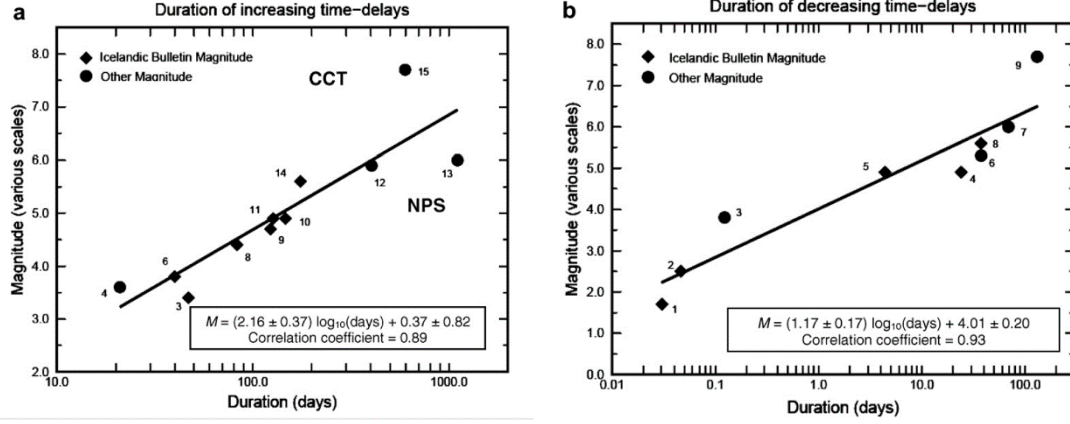 a
Duration of increasing time-delays
Magnitude (various scales)
8.0
7.0
6.0
5.0
4.0
3.0
2.0
Icelandic Bulletin Magnitude
Other Magnitude
CCT
15
14
12
13
NPS
11
10
9
8
6
4
3
M = (2.16 ± 0.37) log₁₀(days) + 0.37 ± 0.82
Correlation coefficient = 0.89
10.0
100.0
1000.0
Duration (days)
b
Duration of decreasing time-delays
Magnitude (various scales)
8.0
7.0
6.0
5.0
4.0
3.0
2.0
1.0
0.0
Icelandic Bulletin Magnitude
Other Magnitude
9
7
8
6
5
4
3
2
1
M = (1.17 ± 0.17) log₁₀(days) + 4.01 ± 0.20
Correlation coefficient = 0.93
0.01
0.1
1.0
10.0
100.0
Duration (days)